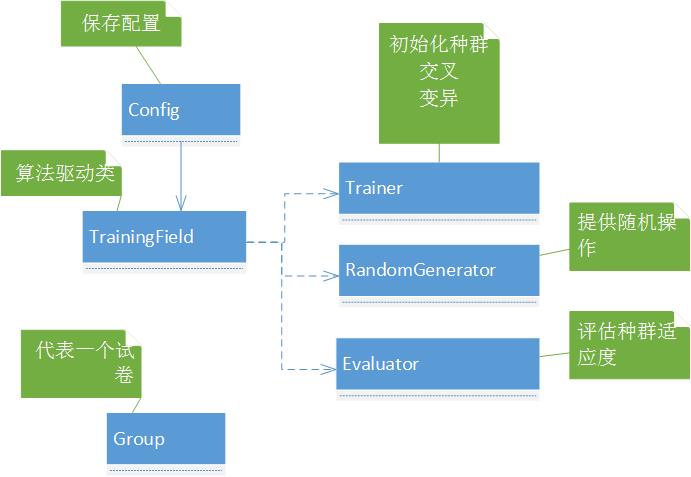 保存配置
Config
初始化种群
交叉
变异
算法驱动类
Trainer
TrainingField
提供随机操
作
RandomGenerator
评估种群适
应度
Evaluator
代表一个试
卷
Group